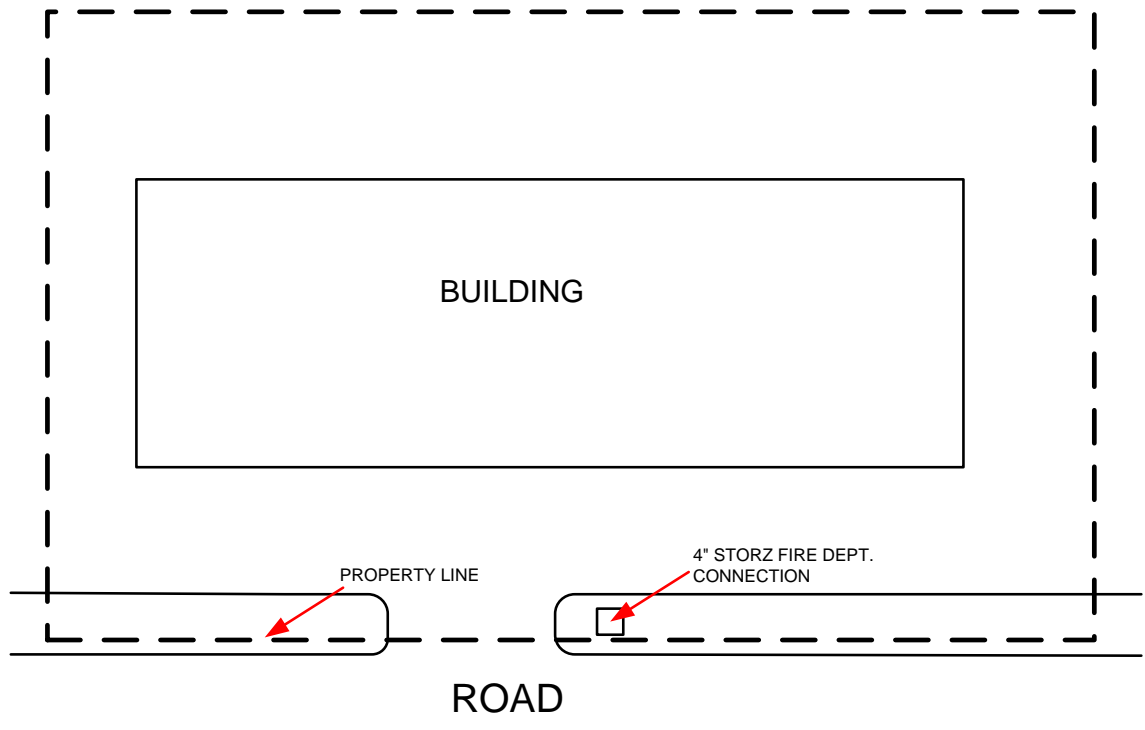 BUILDING
PROPERTY LINE
4" STORZ FIRE DEPT.
CONNECTION
ROAD